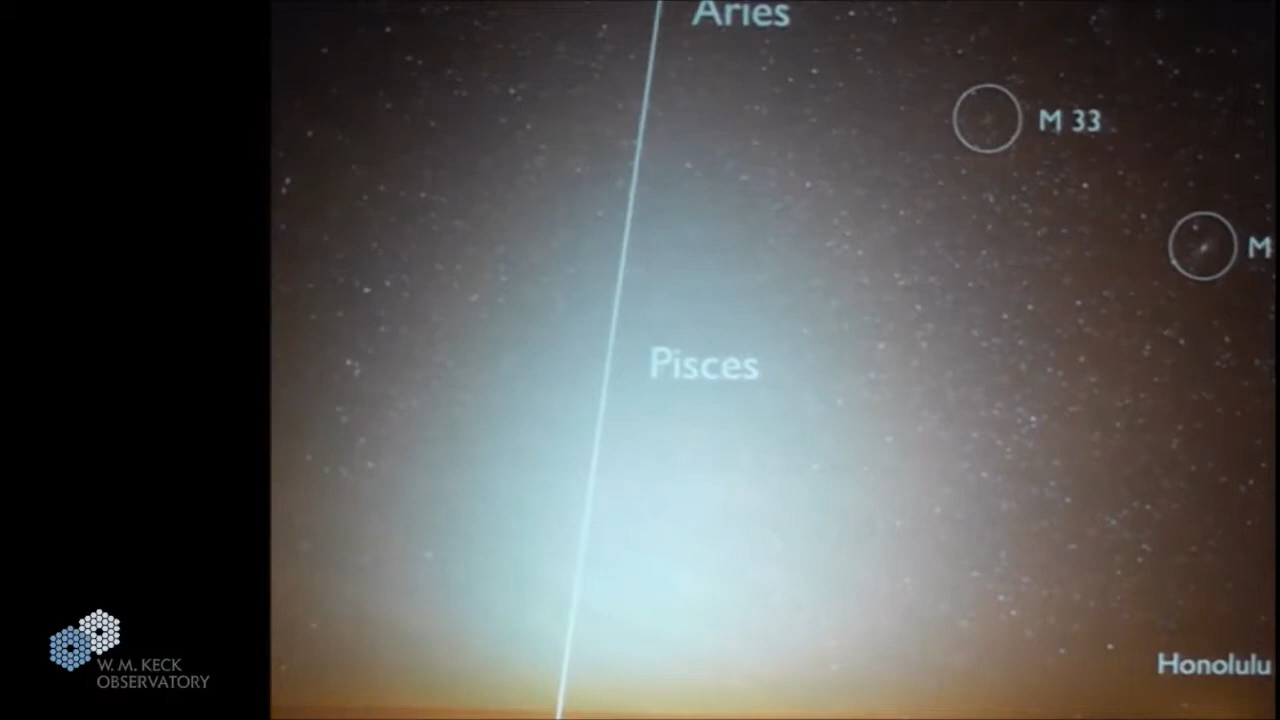 Aries
M 33
M
Pisces
Honolulu
W. M. KECK
OBSERVATORY